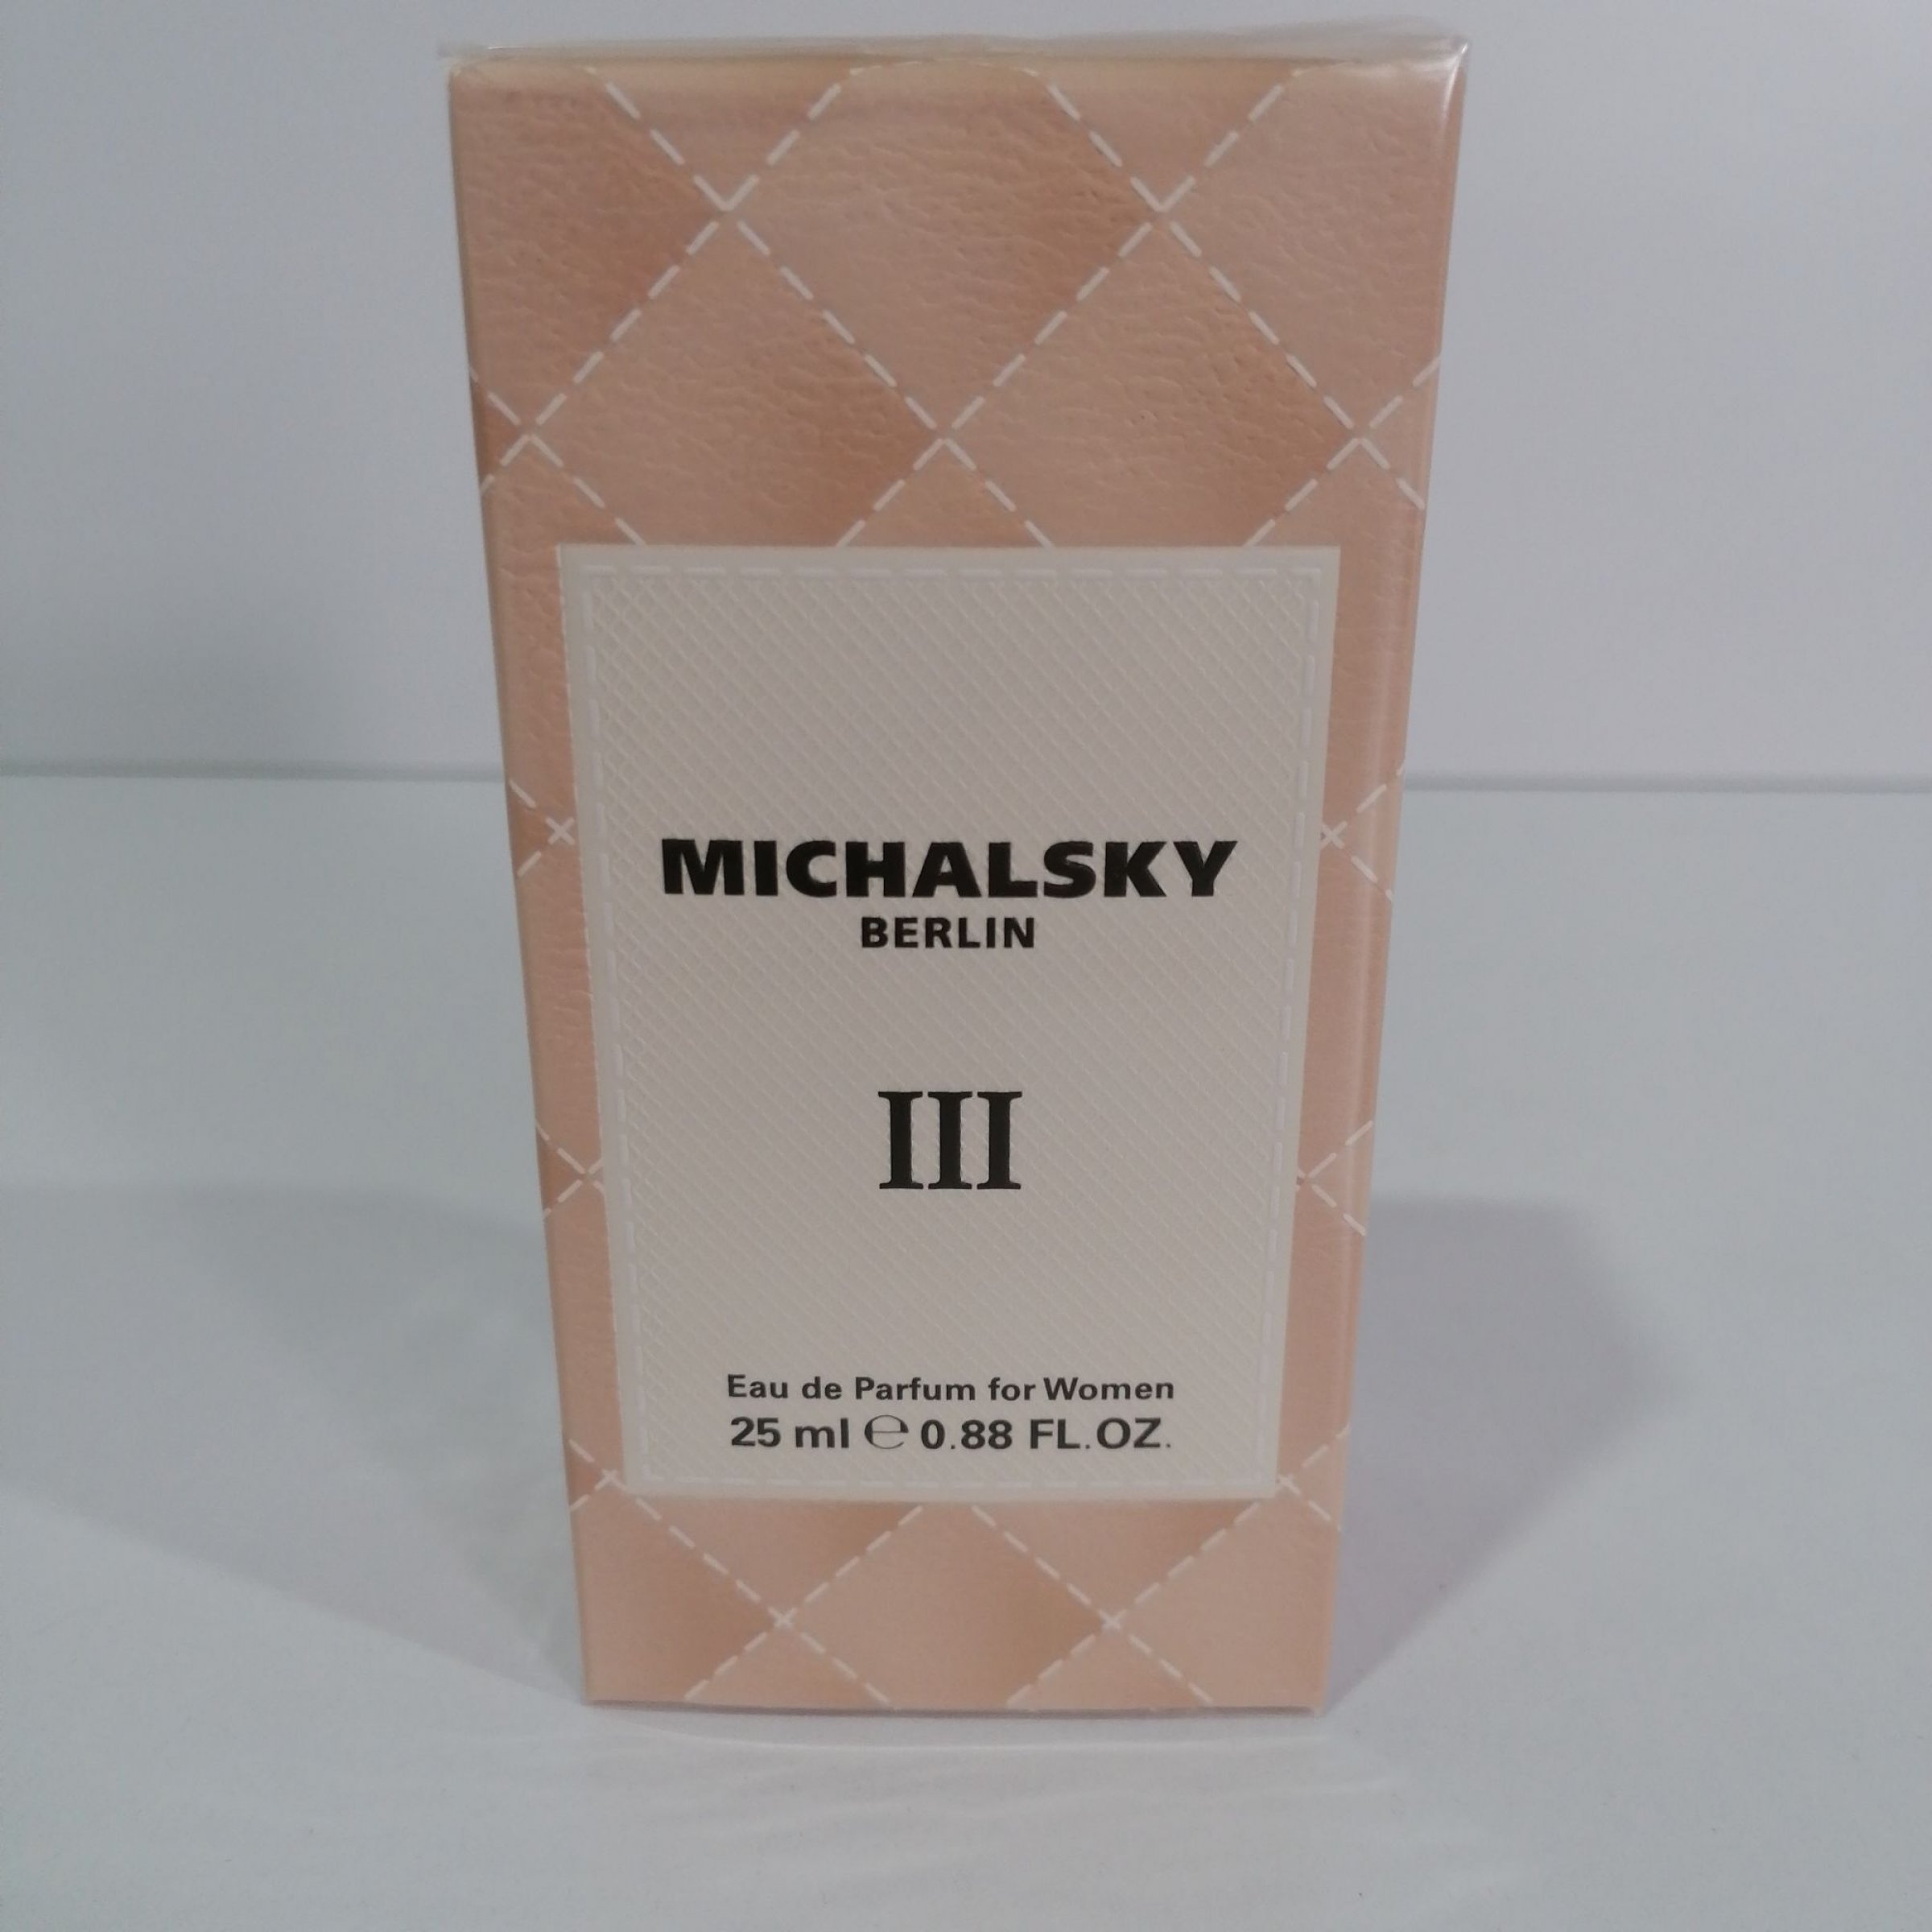 MICHALSKY
BERLIN
III
Eau de Parfum for Women
25 ml ℮ 0.88 FL.OZ.